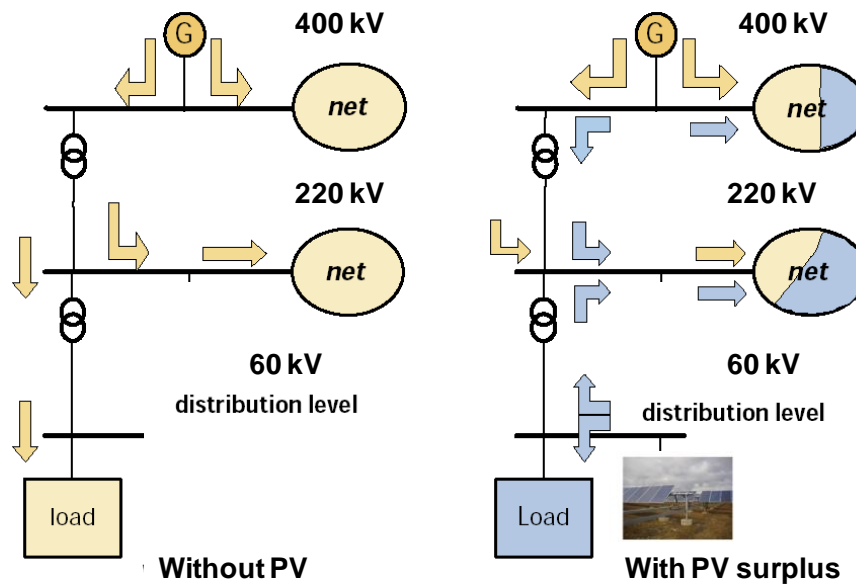 G
400 kV
net
220 kV
net
60 kV
distribution level
load
Without PV
G
400 kV
net
220 kV
net
60 kV
distribution level
Load
With PV surplus